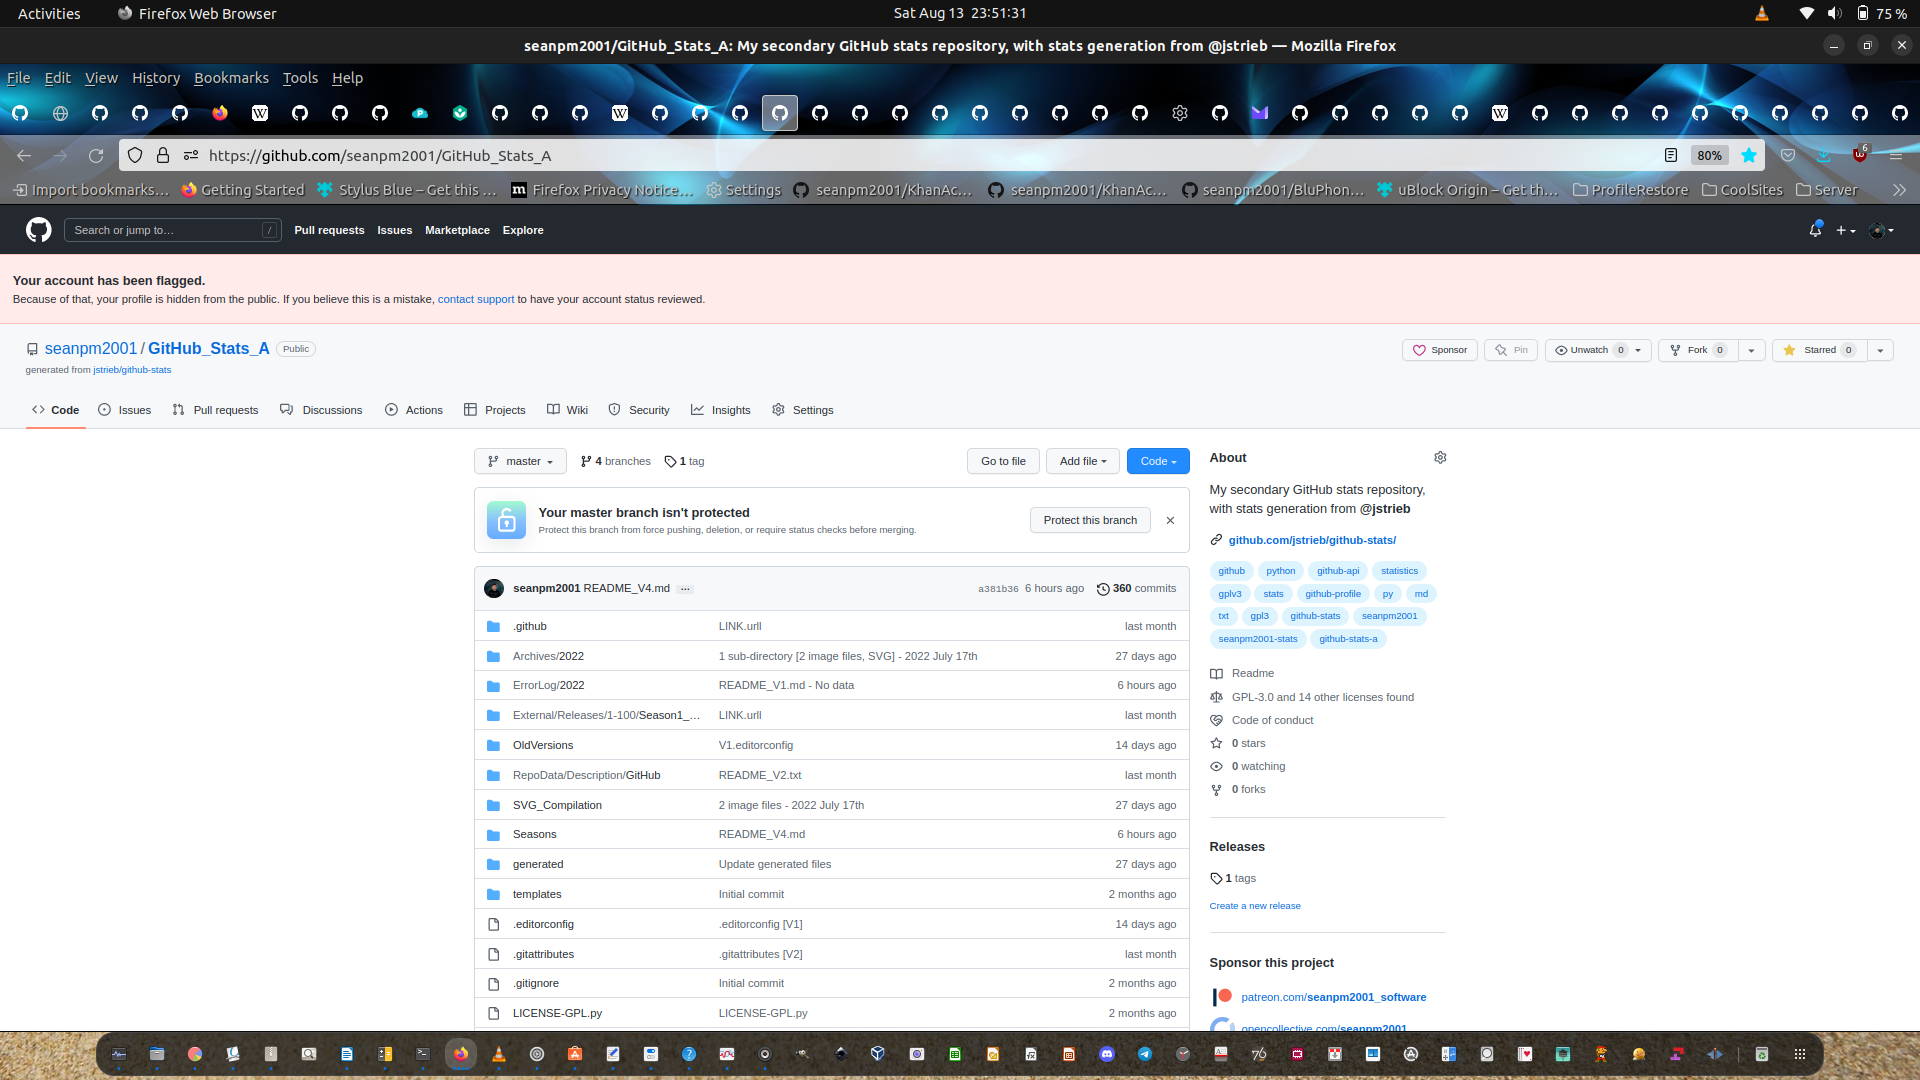 Activities Firefox Web Browser Sat Aug 13 23:51:31 75 %
seanpm2001/GitHub_Stats_A: My secondary GitHub stats repository, with stats generation from @jstrieb — Mozilla Firefox
File Edit View History Bookmarks Tools Help
https://github.com/seanpm2001/GitHub_Stats_A 80% 6
Import bookmarks… Getting Started Stylus Blue – Get this … Firefox Privacy Notice… Settings seanpm2001/KhanAc… seanpm2001/KhanAc… seanpm2001/BluPhon… uBlock Origin – Get th… ProfileRestore CoolSites Server
Search or jump to… / Pull requests Issues Marketplace Explore
Your account has been flagged.
Because of that, your profile is hidden from the public. If you believe this is a mistake, contact support to have your account status reviewed.
seanpm2001 / GitHub_Stats_A Public Sponsor Pin Unwatch 0 Fork 0 Starred 0
generated from jstrieb/github-stats
Code Issues Pull requests Discussions Actions Projects Wiki Security Insights Settings
master 4 branches 1 tag Go to file Add file Code
Your master branch isn't protected
Protect this branch from force pushing, deletion, or require status checks before merging.
Protect this branch
seanpm2001 README_V4.md … a381b36 6 hours ago 360 commits
.github LINK.urll last month
Archives/2022 1 sub-directory [2 image files, SVG] - 2022 July 17th 27 days ago
ErrorLog/2022 README_V1.md - No data 6 hours ago
External/Releases/1-100/Season1_… LINK.urll last month
OldVersions V1.editorconfig 14 days ago
RepoData/Description/GitHub README_V2.txt last month
SVG_Compilation 2 image files - 2022 July 17th 27 days ago
Seasons README_V4.md 6 hours ago
generated Update generated files 27 days ago
templates Initial commit 2 months ago
.editorconfig .editorconfig [V1] 14 days ago
.gitattributes .gitattributes [V2] last month
.gitignore Initial commit 2 months ago
LICENSE-GPL.py LICENSE-GPL.py 2 months ago
About
My secondary GitHub stats repository,
with stats generation from @jstrieb
github.com/jstrieb/github-stats/
github python github-api statistics
gplv3 stats github-profile py md
txt gpl3 github-stats seanpm2001
seanpm2001-stats github-stats-a
Readme
GPL-3.0 and 14 other licenses found
Code of conduct
0 stars
0 watching
0 forks
Releases
1 tags
Create a new release
Sponsor this project
patreon.com/seanpm2001_software
opencollective.com/seanpm2001